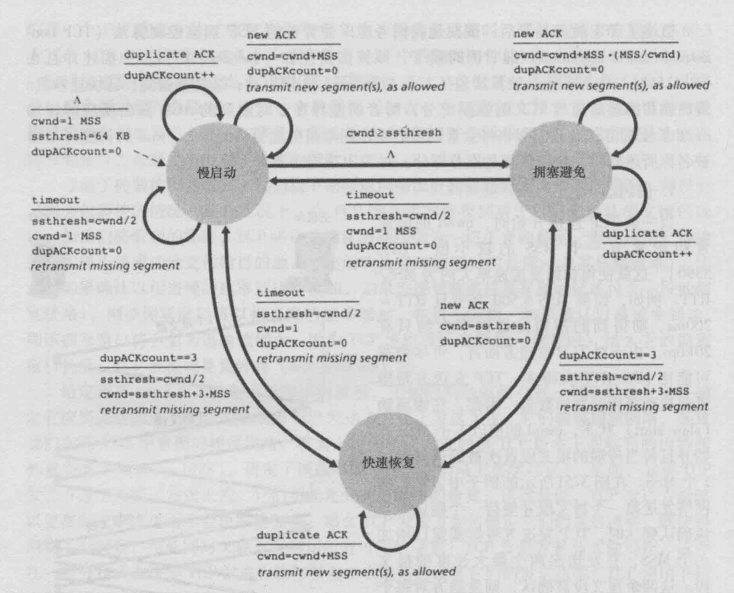 new ACK
cwnd=cwnd+MSS
dupACKcount=0
transmit new segment(s), as allowed
duplicate ACK
dupACKcount++
new ACK
cwnd=cwnd+MSS·(MSS/cwnd)
dupACKcount=0
transmit new segment(s), as allowed
Λ
cwnd=1 MSS
ssthresh=64 KB
dupACKcount=0
慢启动
cwnd≥ssthresh
Λ
拥塞避免
timeout
ssthresh=cwnd/2
cwnd=1 MSS
dupACKcount=0
retransmit missing segment
timeout
ssthresh=cwnd/2
cwnd=1 MSS
dupACKcount=0
retransmit missing segment
duplicate ACK
dupACKcount++
timeout
ssthresh=cwnd/2
cwnd=1
dupACKcount=0
retransmit missing segment
new ACK
cwnd=ssthresh
dupACKcount=0
dupACKcount==3
ssthresh=cwnd/2
cwnd=ssthresh+3·MSS
retransmit missing segment
dupACKcount==3
ssthresh=cwnd/2
cwnd=ssthresh+3·MSS
retransmit missing segment
快速恢复
duplicate ACK
cwnd=cwnd+MSS
transmit new segment(s), as allowed